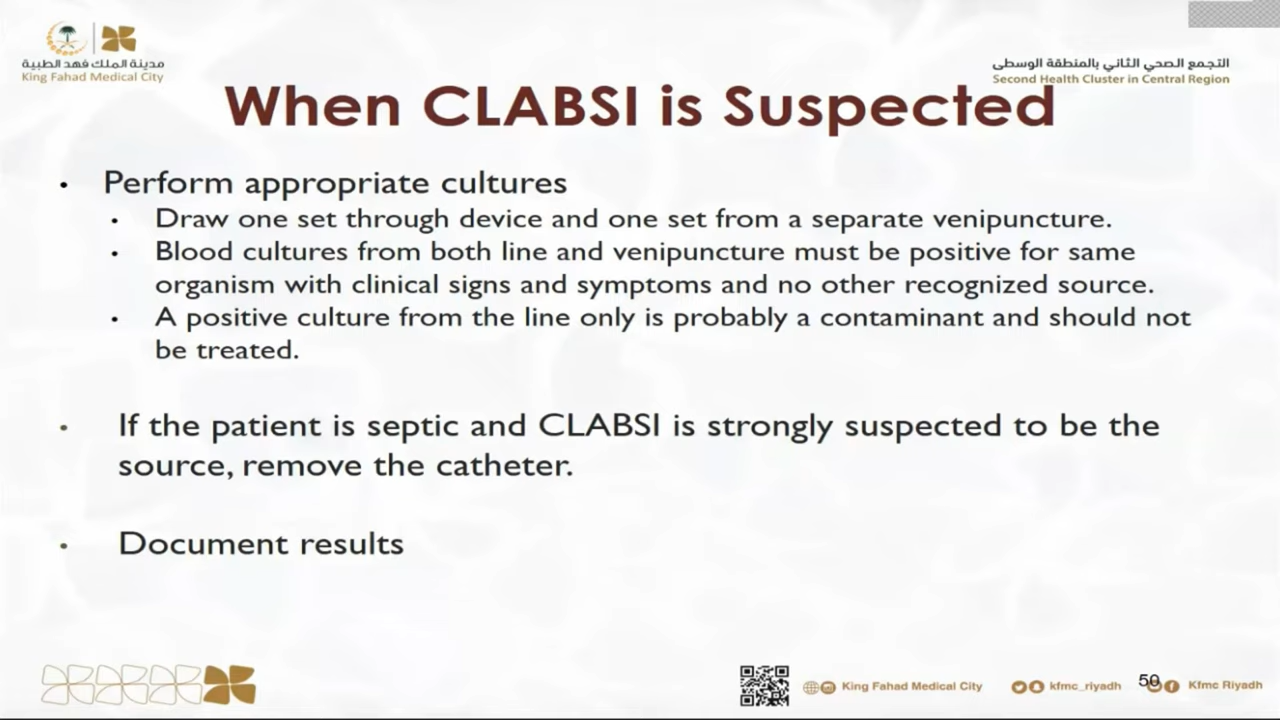 مدينة الملك فهد الطبية
King Fahad Medical City
التجمع الصحي الثاني بالمنطقة الوسطى
Second Health Cluster in Central Region
When CLABSI is Suspected
• Perform appropriate cultures
• Draw one set through device and one set from a separate venipuncture.
• Blood cultures from both line and venipuncture must be positive for same
organism with clinical signs and symptoms and no other recognized source.
• A positive culture from the line only is probably a contaminant and should not
be treated.
• If the patient is septic and CLABSI is strongly suspected to be the
source, remove the catheter.
• Document results
King Fahad Medical City
kfmc_riyadh
50
Kfmc Riyadh